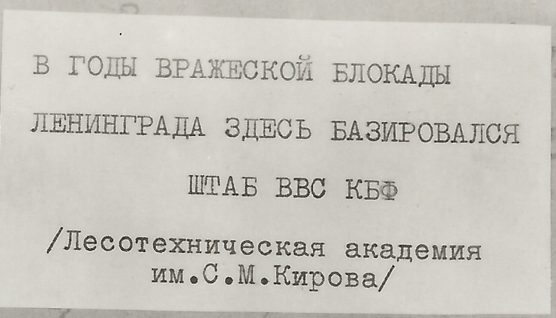 В ГОДЫ ВРАЖЕСКОЙ БЛОКАДЫ
ЛЕНИНГРАДА ЗДЕСЬ БАЗИРОВАЛСЯ
ШТАБ ВВС КБФ
/Лесотехническая академия
им.С.М.Кирова/